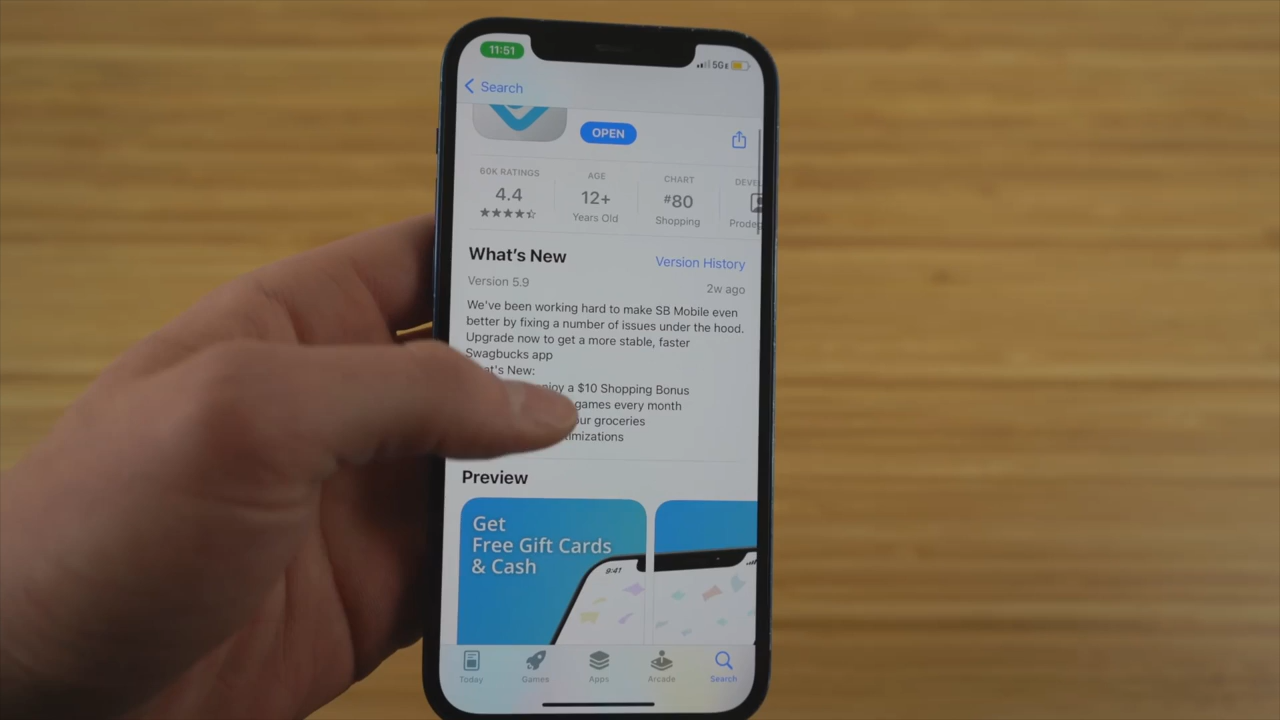 11:51
5GE
Search
OPEN
60K RATINGS
AGE
CHART
4.4
12+
#80
Years Old
Shopping
What's New
Version History
Version 5.9
2w ago
We've been working hard to make SB Mobile even
better by fixing a number of issues under the hood.
Upgrade now to get a more stable, faster
Swagbucks app
What's New:
a $10 Shopping Bonus
games every month
groceries
Preview
Get
Free Gift Cards
& Cash
9:41
Today
Games
Apps
Arcade
Search